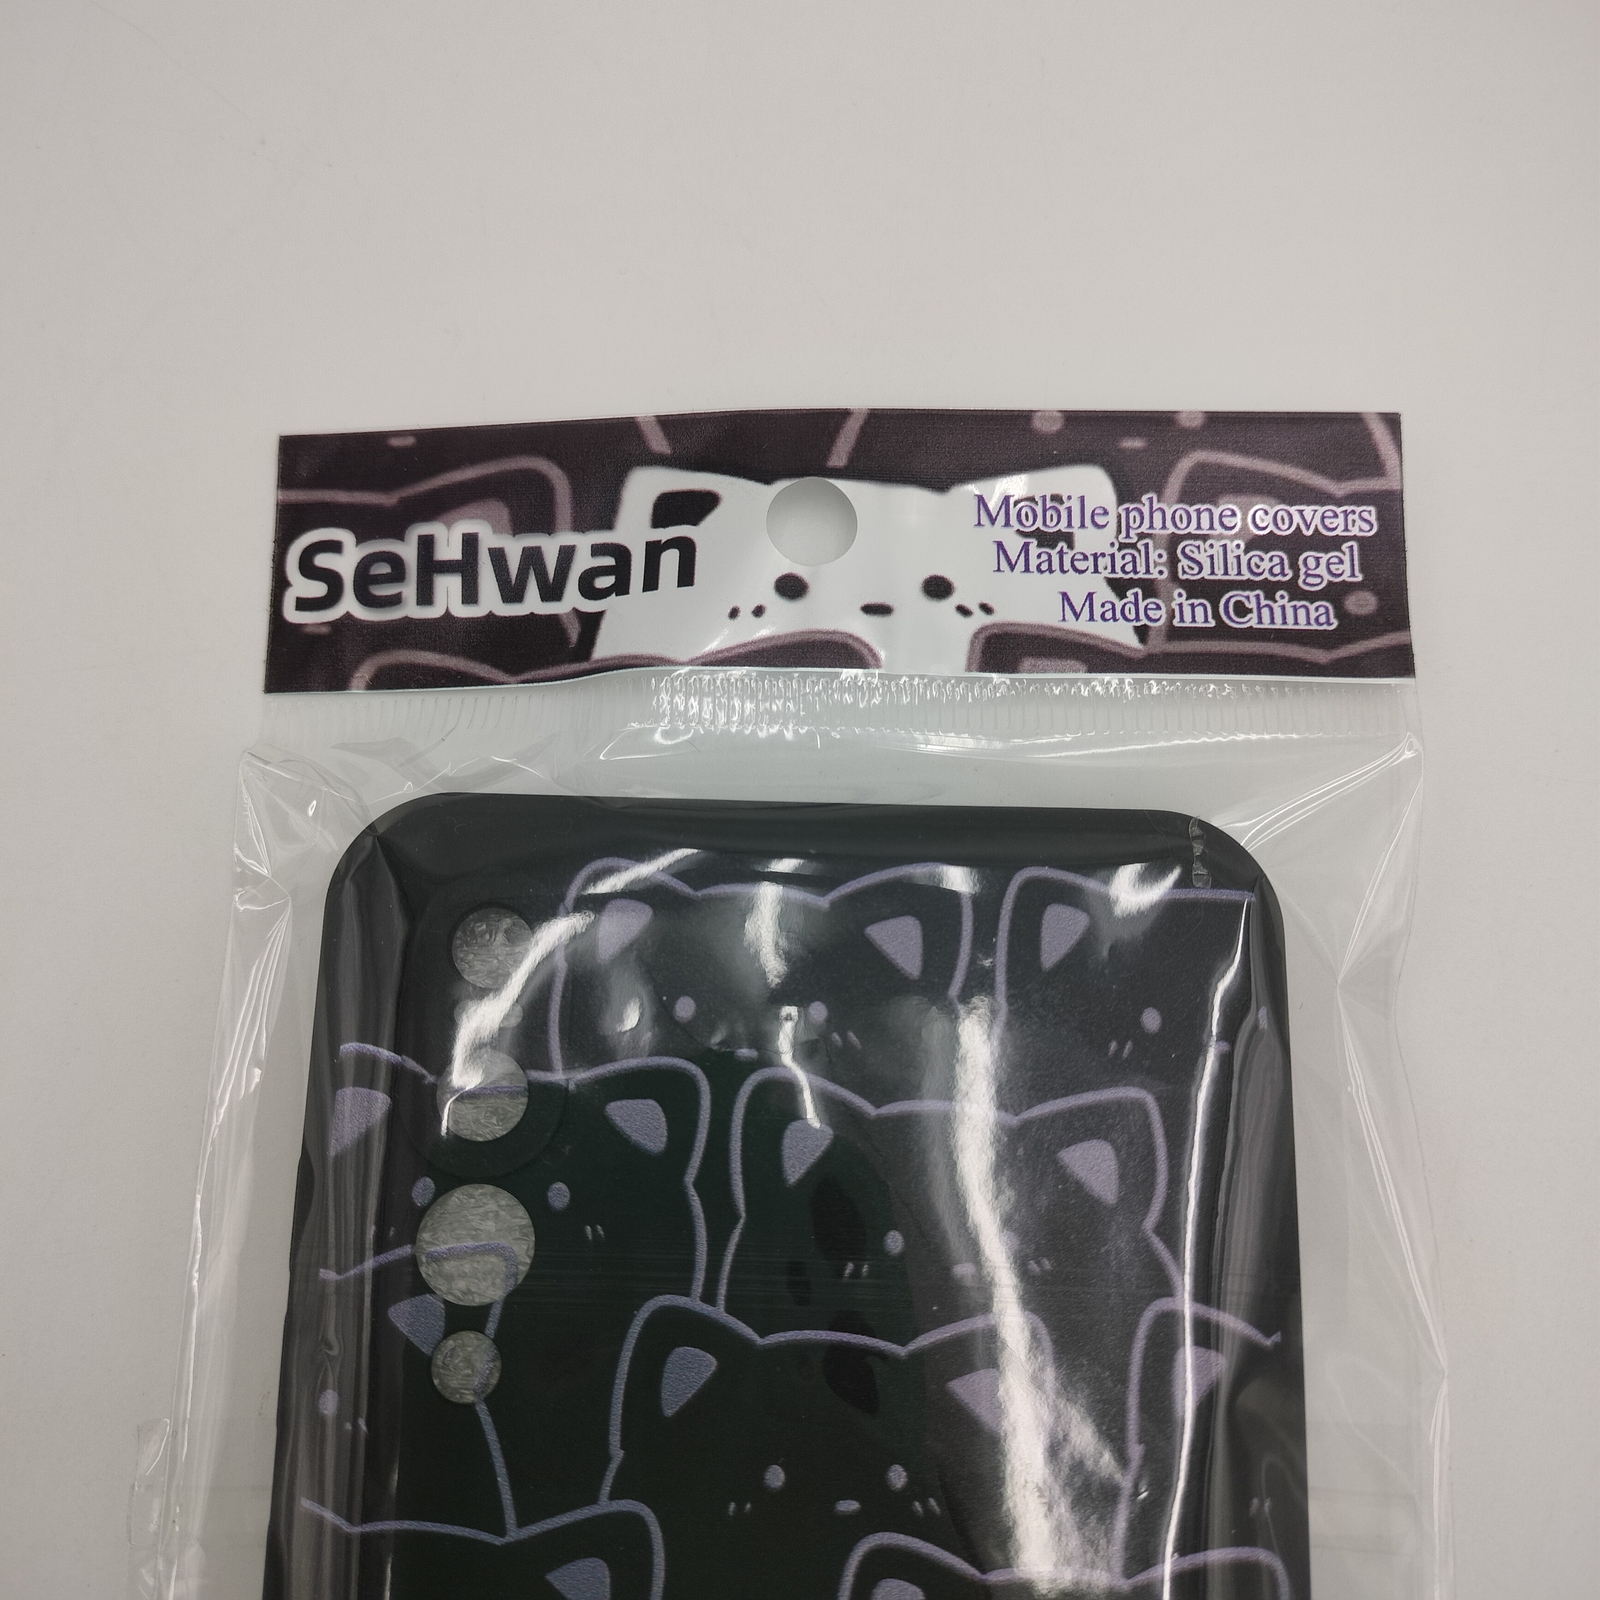 SeHwan
Mobile phone covers
Material: Silica gel
Made in China